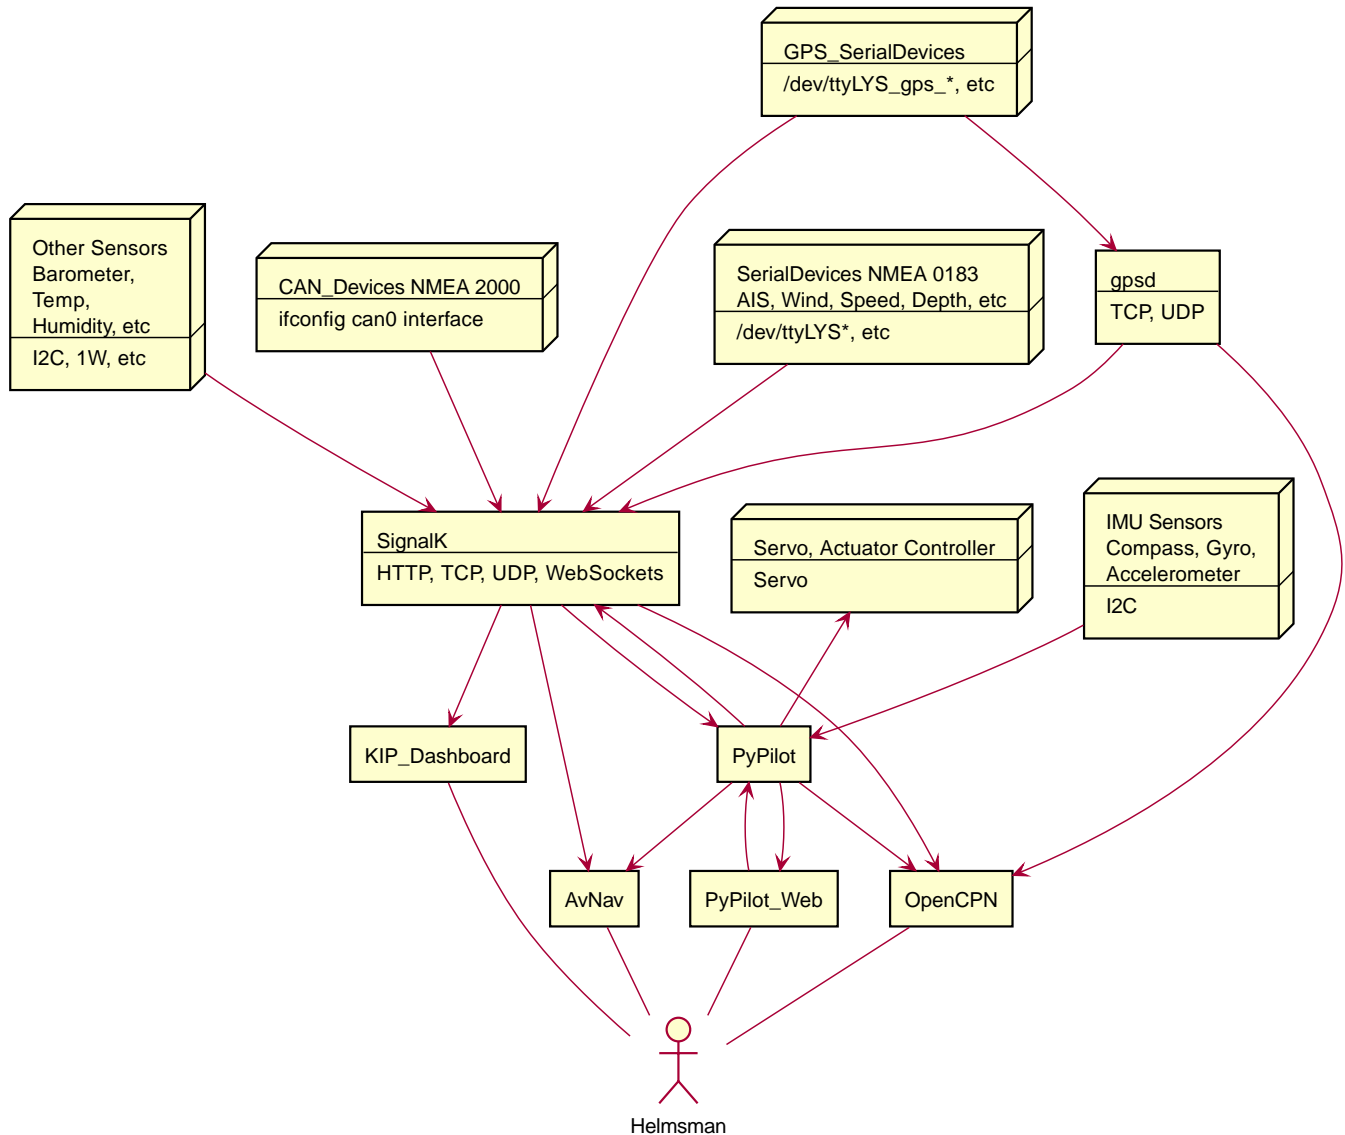 GPS_SerialDevices
/dev/ttyLYS_gps_*, etc
Other Sensors
Barometer,
Temp,
Humidity, etc
I2C, 1W, etc
CAN_Devices NMEA 2000
ifconfig can0 interface
SerialDevices NMEA 0183
AIS, Wind, Speed, Depth, etc
/dev/ttyLYS*, etc
gpsd
TCP, UDP
SignalK
HTTP, TCP, UDP, WebSockets
Servo, Actuator Controller
Servo
IMU Sensors
Compass, Gyro,
Accelerometer
I2C
KIP_Dashboard
PyPilot
AvNav
PyPilot_Web
OpenCPN
Helmsman